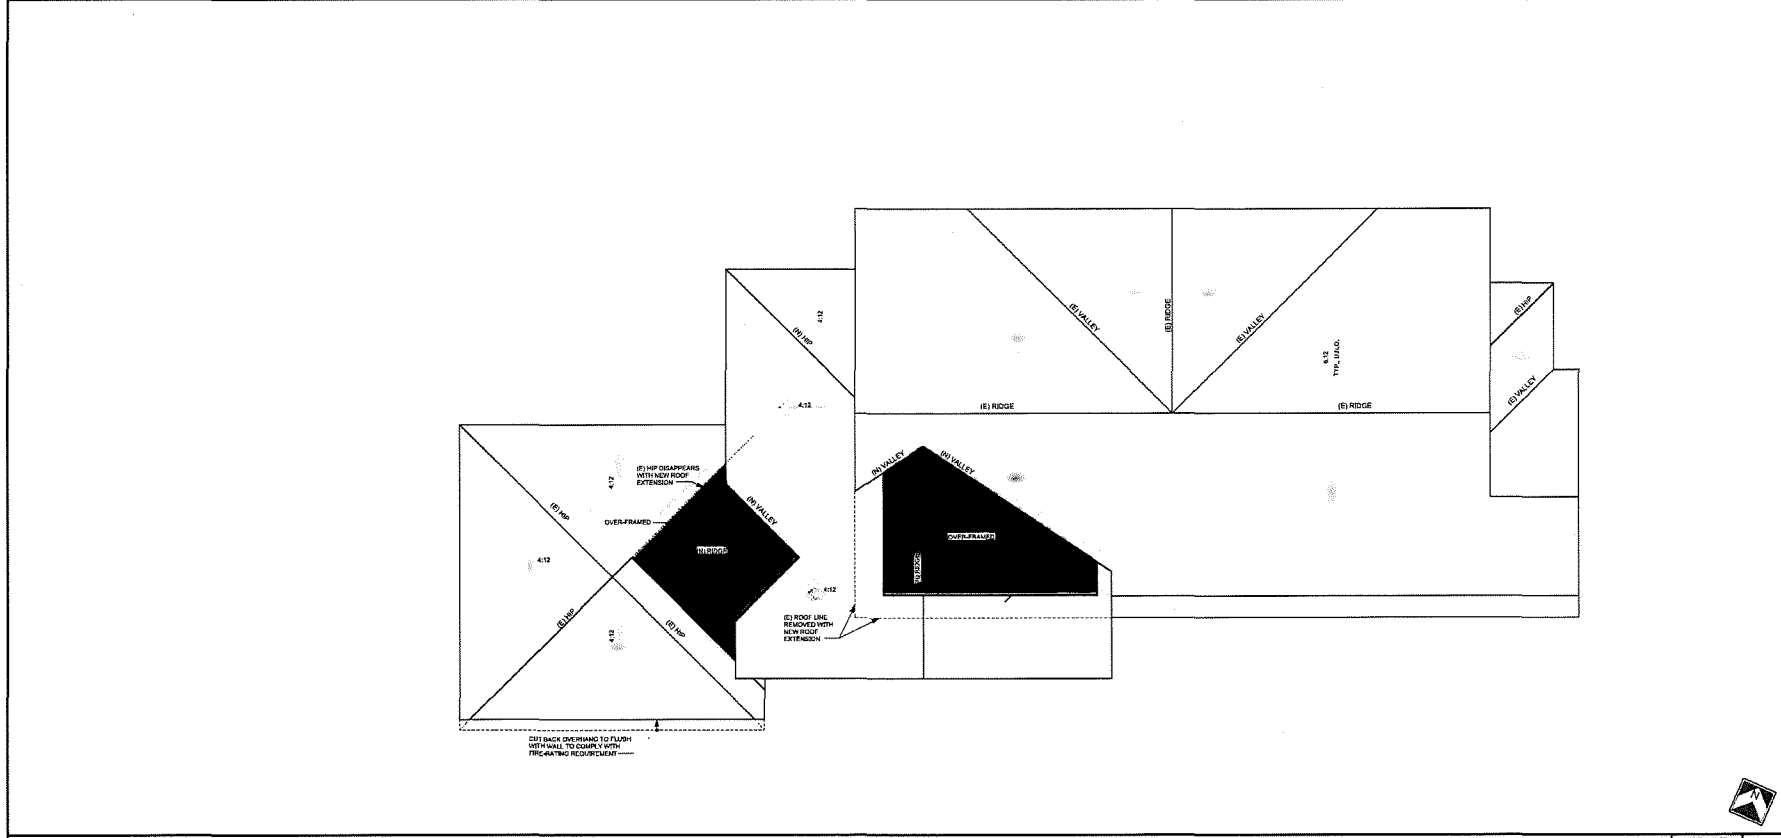 4:12
(N) HIP
(E) VALLEY
(E) RIDGE
(E) VALLEY
6:12
TYP., U.N.O.
(E) HIP
(E) VALLEY
4:12
(E) RIDGE
(E) RIDGE
(N) VALLEY
(N) VALLEY
(E) HIP DISAPPEARS
WITH NEW ROOF
EXTENSION
4:12
(E) HIP
(N) VALLEY
OVER-FRAMED
(N) RIDGE
OVER-FRAMED
4:12
(N) RIDGE
4:12
(E) HIP
(E) HIP
4:12
(E) ROOF LINE
REMOVED WITH
NEW ROOF
EXTENSION
CUT BACK OVERHANG TO FLUSH
WITH WALL TO COMPLY WITH
FIRE-RATING REQUIREMENT
N